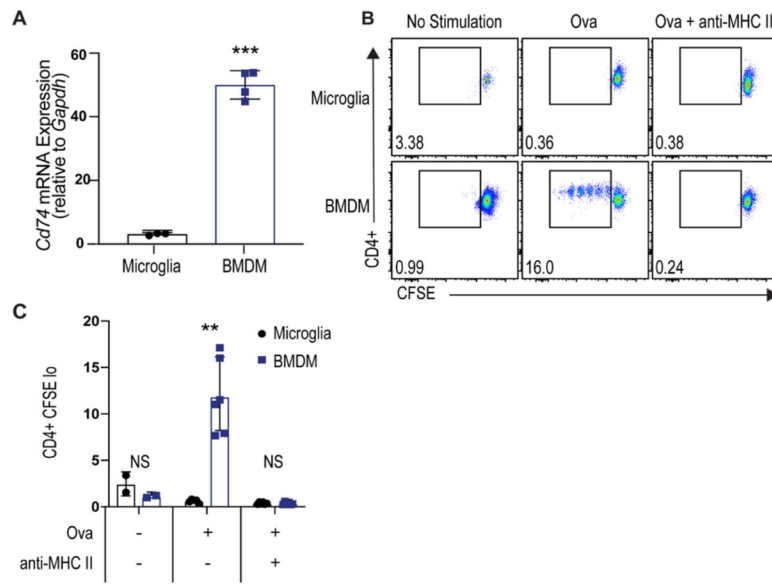 A
Cd74 mRNA Expression
(relative to Gapdh)
60
40
20
0
***
Microglia
BMDM
B
No Stimulation
Ova
Ova + anti-MHC II
Microglia
3.38
0.36
0.38
BMDM
0.99
16.0
0.24
CD4+
CFSE
C
CD4+ CFSE lo
20
15
10
5
0
**
Microglia
BMDM
NS
NS
Ova - + +
anti-MHC II - - +